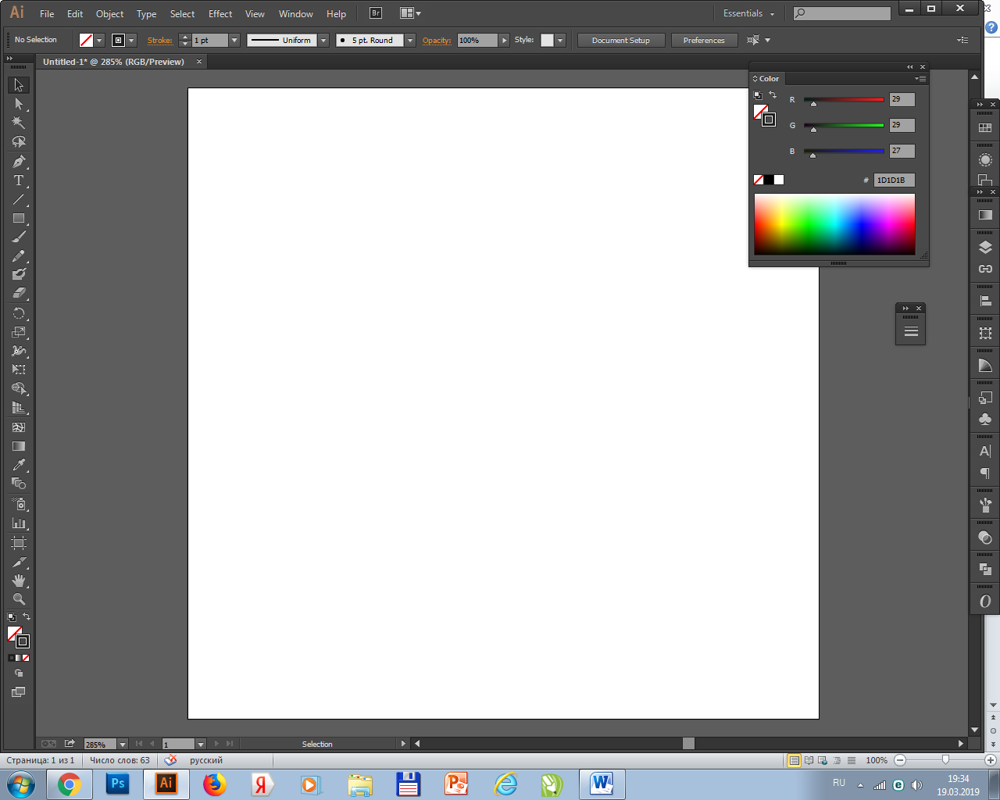 Ai File Edit Object Type Select Effect View Window Help Br Essentials
No Selection Stroke: 1 pt Uniform 5 pt. Round Opacity: 100% Style: Document Setup Preferences
Untitled-1* @ 285% (RGB/Preview)
Color
R 29
G 29
B 27
# 1D1D1B
285% 1 Selection
Страница: 1 из 1 Число слов: 63 русский 100%
Ps Ai Я P W RU 19:34
19.03.2019